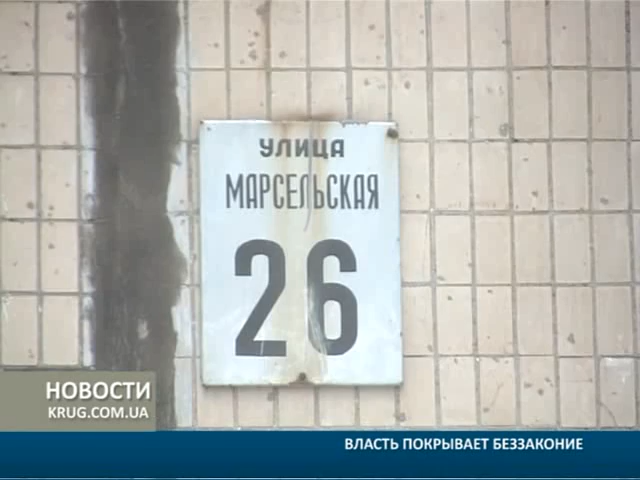 УЛИЦА
МАРСЕЛЬСКАЯ
26
НОВОСТИ
KRUG.COM.UA
ВЛАСТЬ ПОКРЫВАЕТ БЕЗЗАКОНИЕ